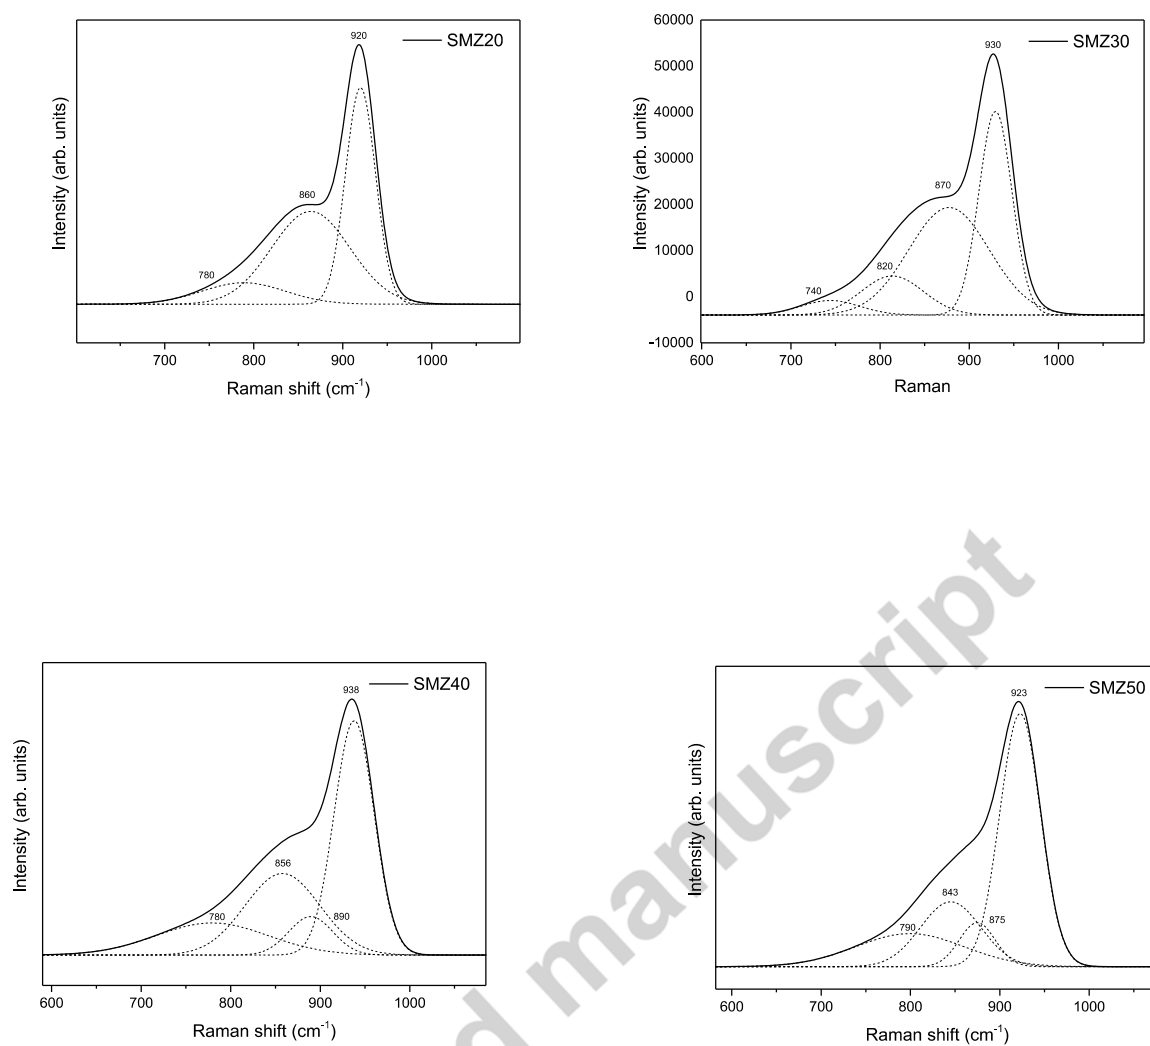 920
SMZ20
860
780
Intensity (arb. units)
700 800 900 1000
Raman shift (cm⁻¹)
60000
50000
40000
30000
20000
10000
0
-10000
930
SMZ30
870
820
740
Intensity (arb. units)
600 700 800 900 1000
Raman
938
SMZ40
856
780
890
Intensity (arb. units)
600 700 800 900 1000
Raman shift (cm⁻¹)
923
SMZ50
843
790
875
Intensity (arb. units)
600 700 800 900 1000
Raman shift (cm⁻¹)
d manuscript